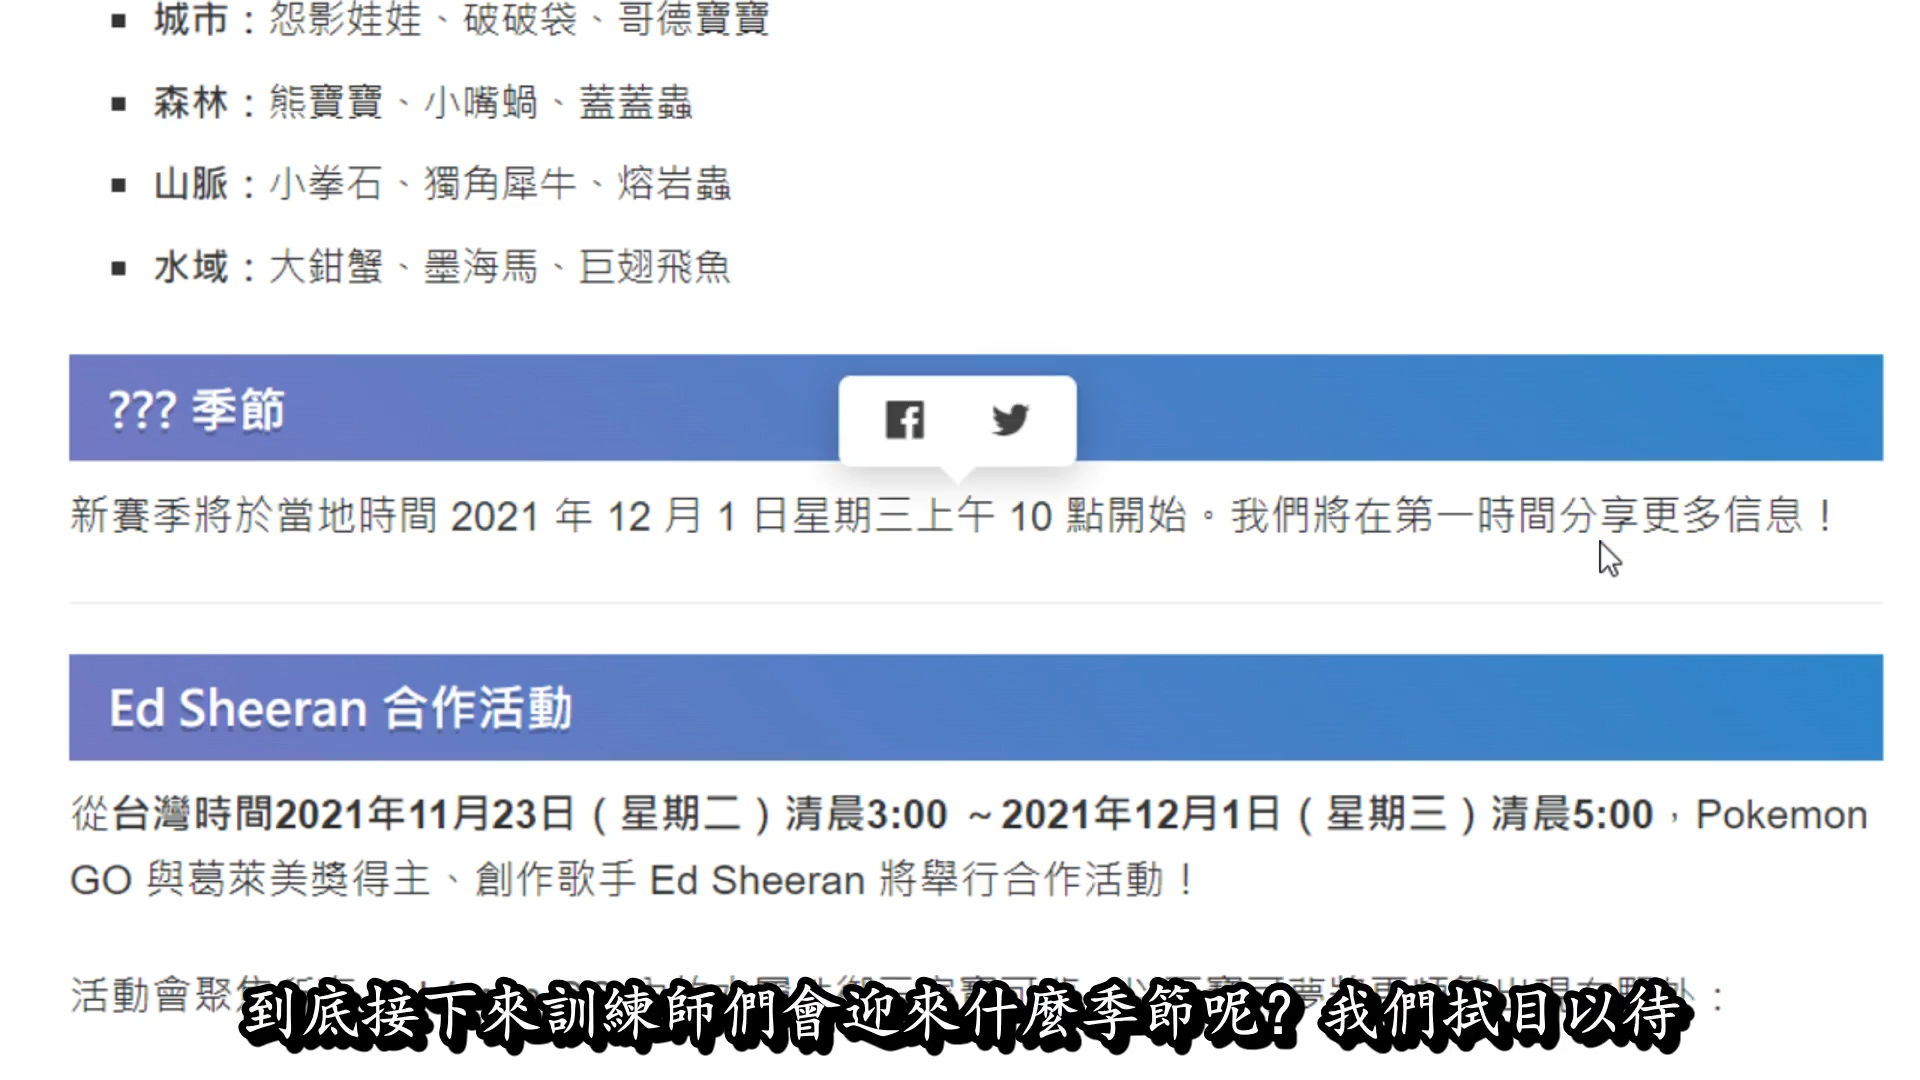 城市：怨影娃娃、破破袋、哥德寶寶
森林：熊寶寶、小嘴蝸、蓋蓋蟲
山脈：小拳石、獨角犀牛、熔岩蟲
水域：大鉗蟹、墨海馬、巨翅飛魚
??? 季節
新賽季將於當地時間 2021 年 12 月 1 日星期三上午 10 點開始。我們將在第一時間分享更多信息！
Ed Sheeran 合作活動
從台灣時間2021年11月23日（星期二）清晨3:00 ～2021年12月1日（星期三）清晨5:00，Pokemon
GO 與葛萊美獎得主、創作歌手 Ed Sheeran 將舉行合作活動！
活動會聚
到底接下來訓練師們會迎來什麼季節呢? 我們拭目以待